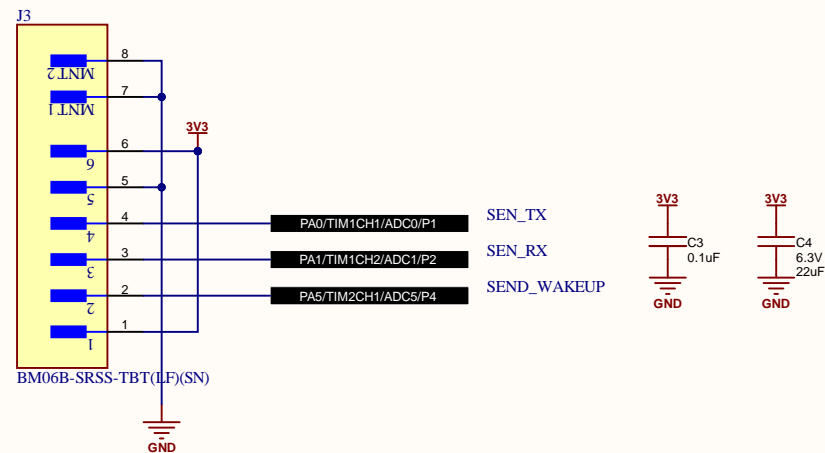 J3
MNT2
8
MNT1
7
3V3
6
6
5
5
4
4
PA0/TIM1CH1/ADC0/P1
SEN_TX
3
3
PA1/TIM1CH2/ADC1/P2
SEN_RX
2
2
PA5/TIM2CH1/ADC5/P4
SEND_WAKEUP
1
1
BM06B-SRSS-TBT(LF)(SN)
GND
3V3
C3
0.1uF
GND
3V3
C4
6.3V
22uF
GND